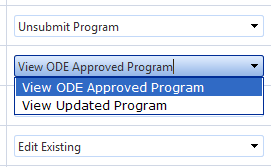 Unsubmit Program
View ODE Approved Program
View ODE Approved Program
View Updated Program
Edit Existing